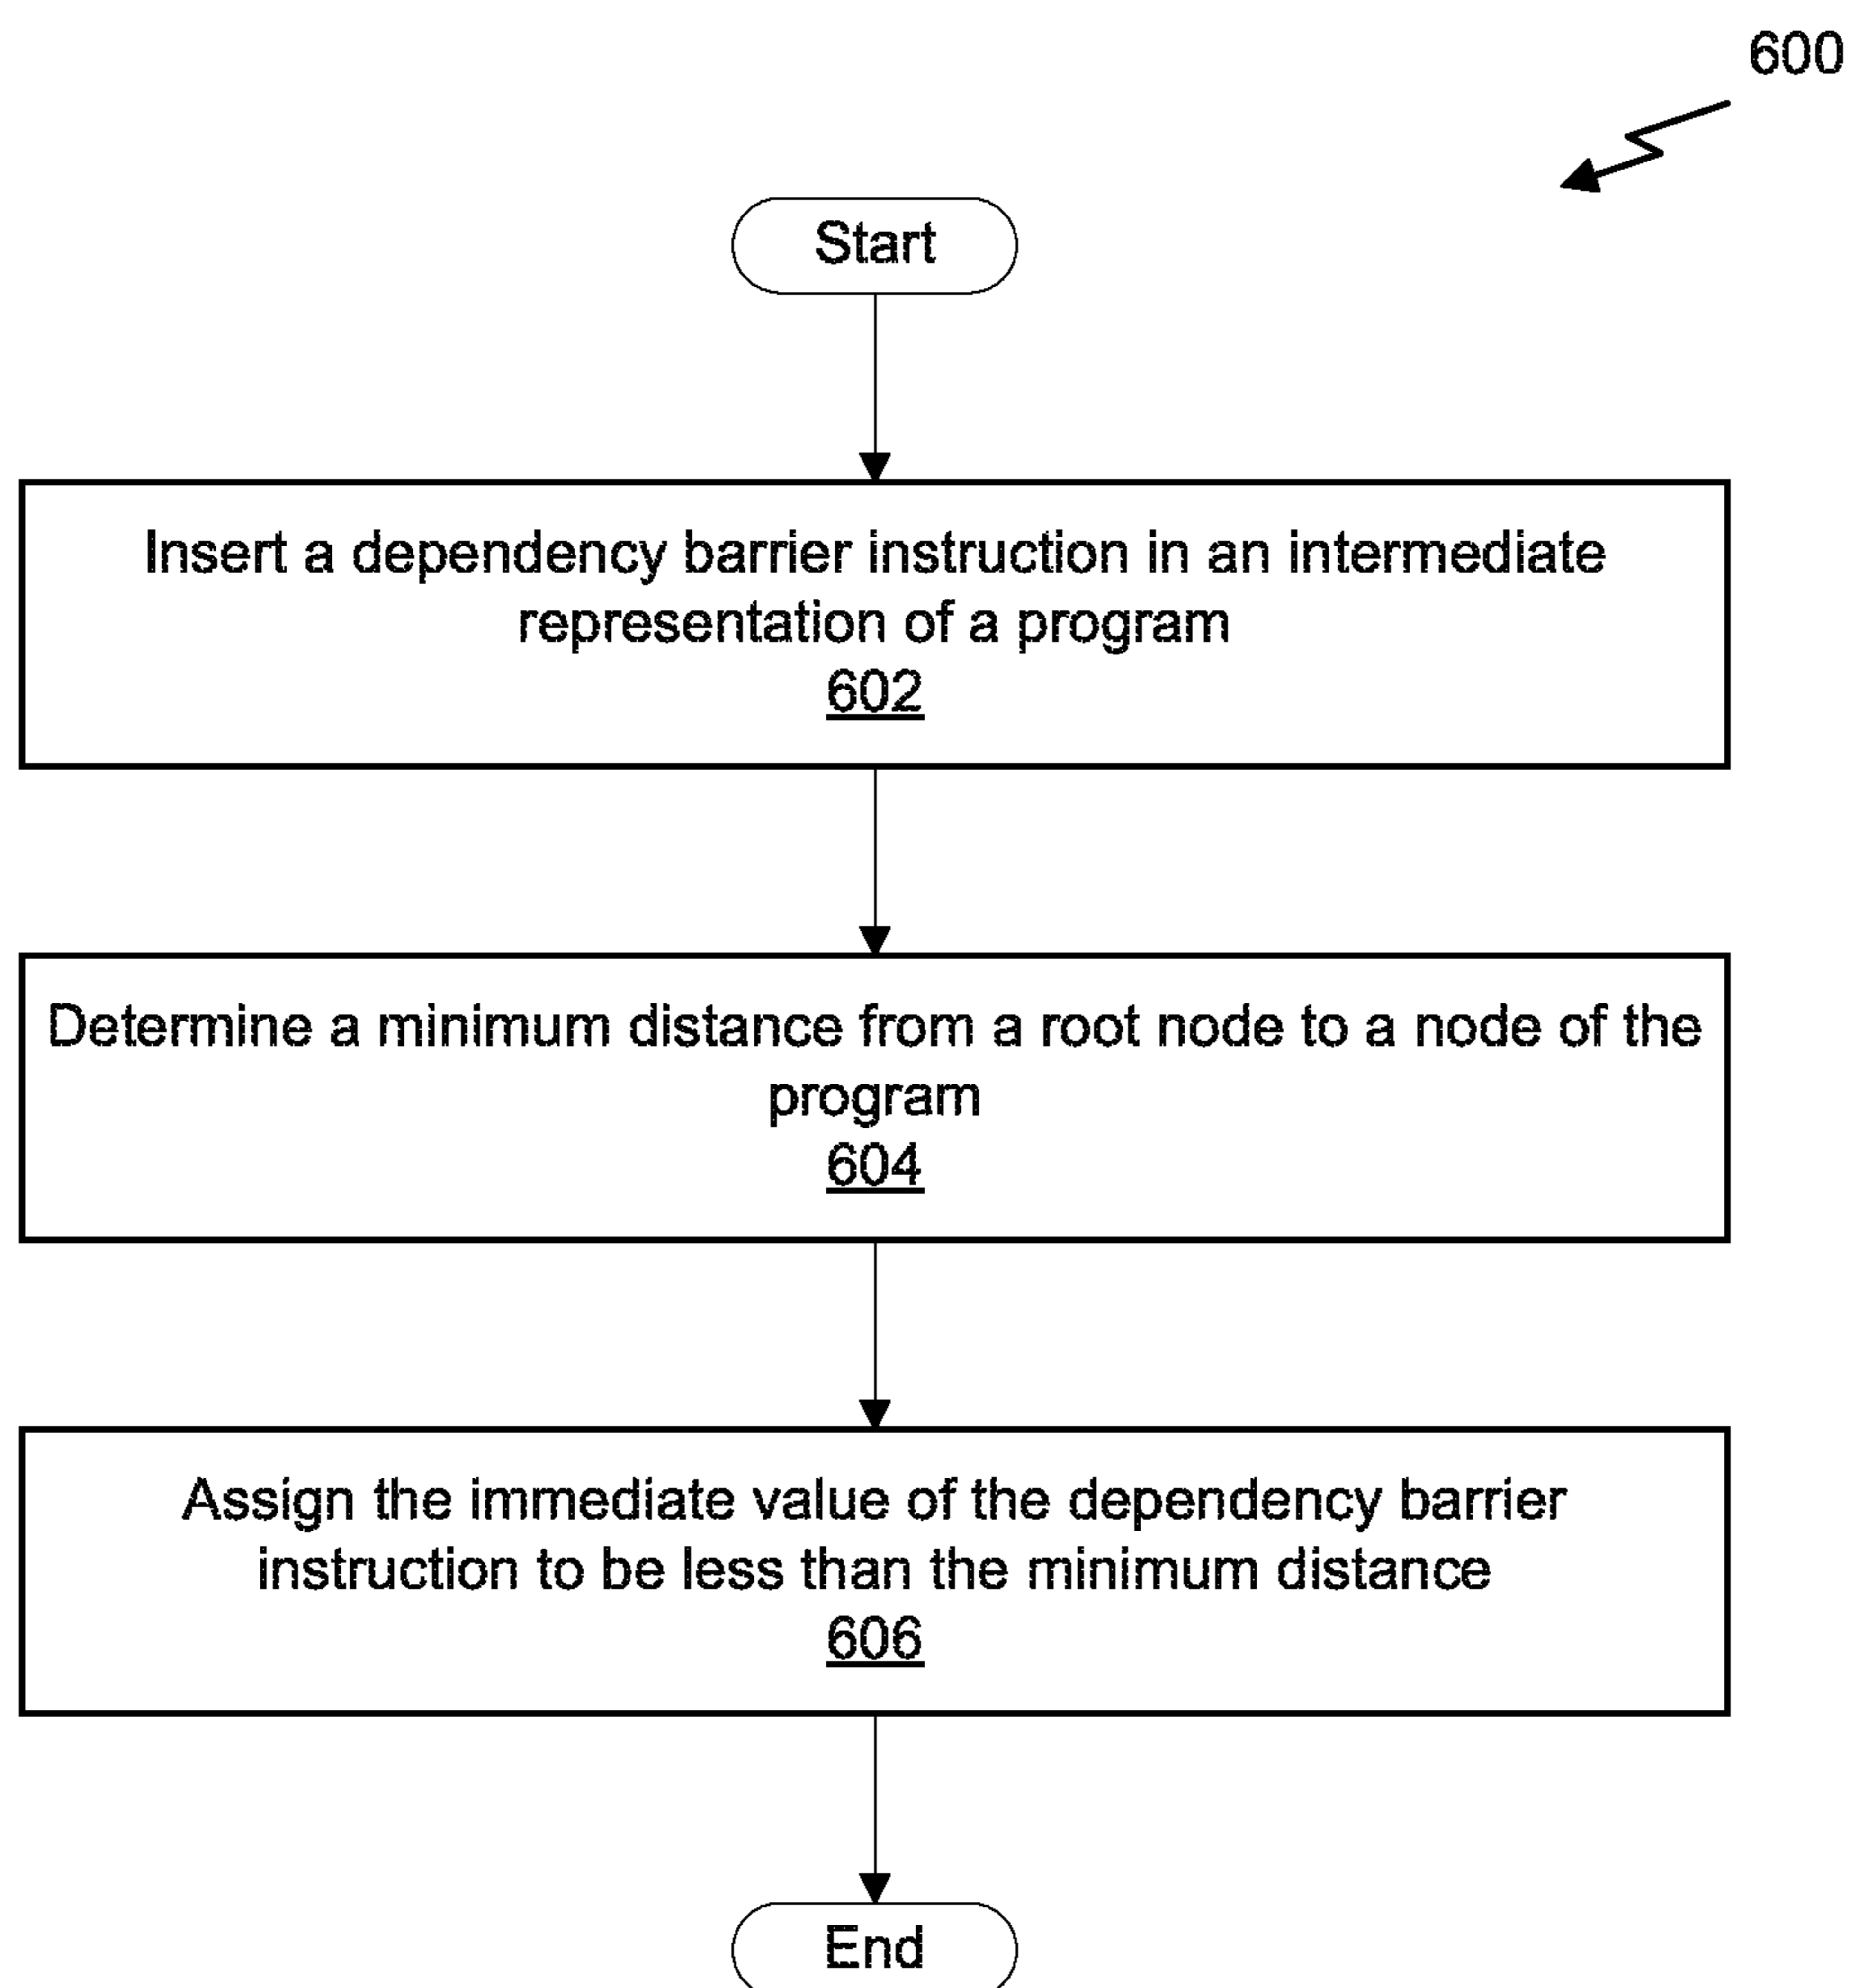 600
Start
Insert a dependency barrier instruction in an intermediate
representation of a program
602
Determine a minimum distance from a root node to a node of the
program
604
Assign the immediate value of the dependency barrier
instruction to be less than the minimum distance
606
End